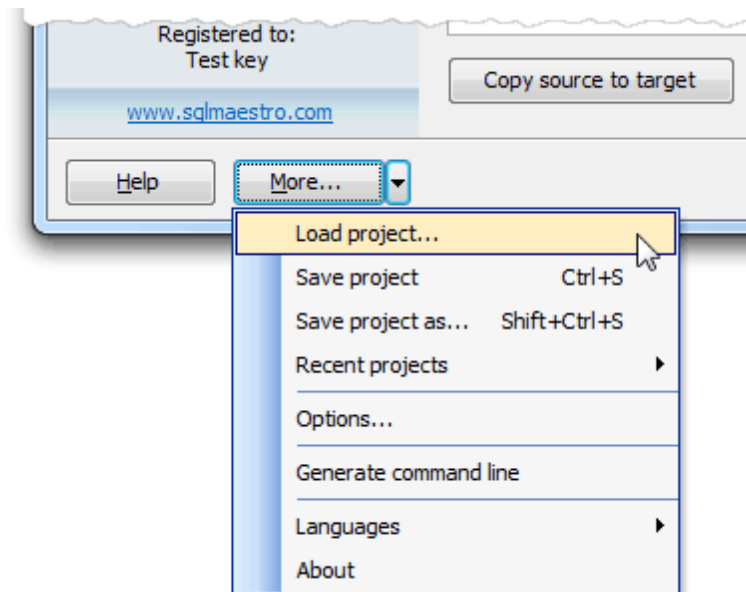 Registered to:
Test key
Copy source to target
www.sqlmaestro.com
Help
More...
Load project...
Save project Ctrl+S
Save project as... Shift+Ctrl+S
Recent projects
Options...
Generate command line
Languages
About